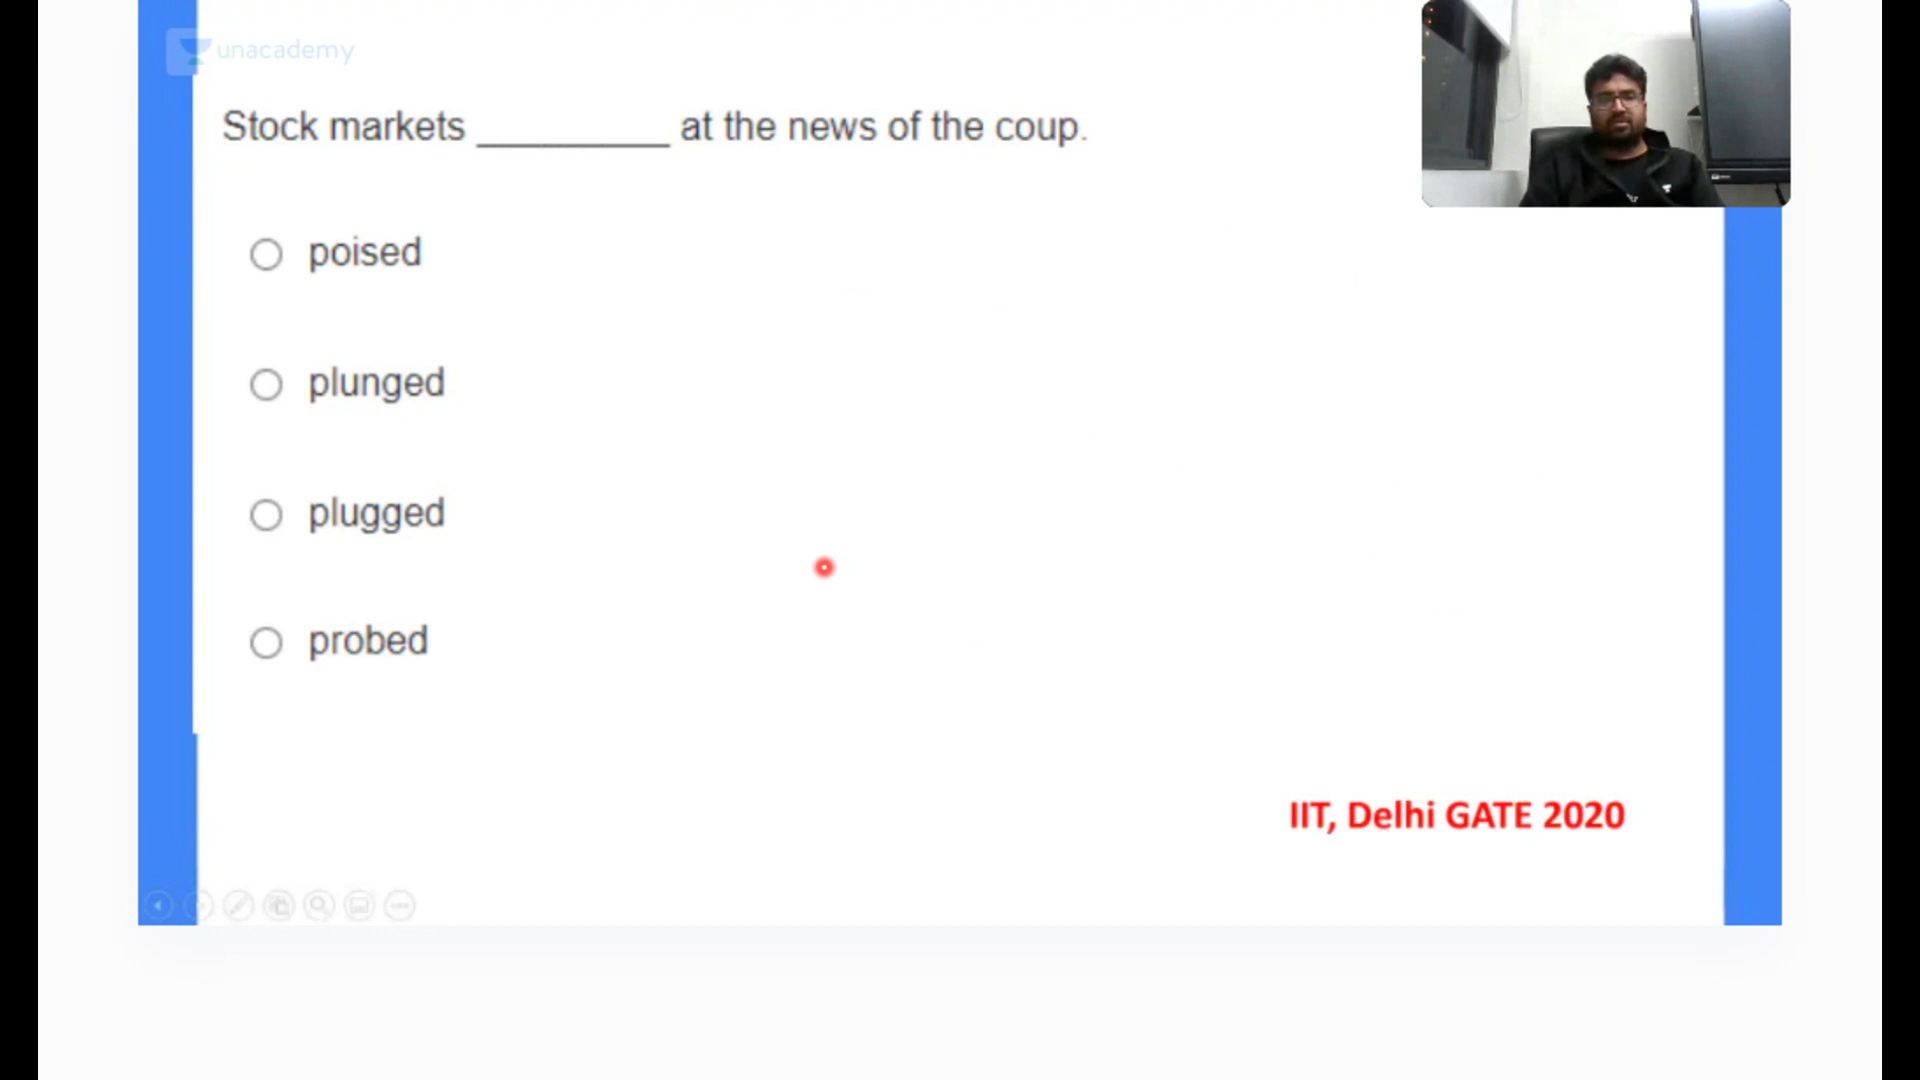 unacademy
Stock markets __________ at the news of the coup.
poised
plunged
plugged
probed
IIT, Delhi GATE 2020